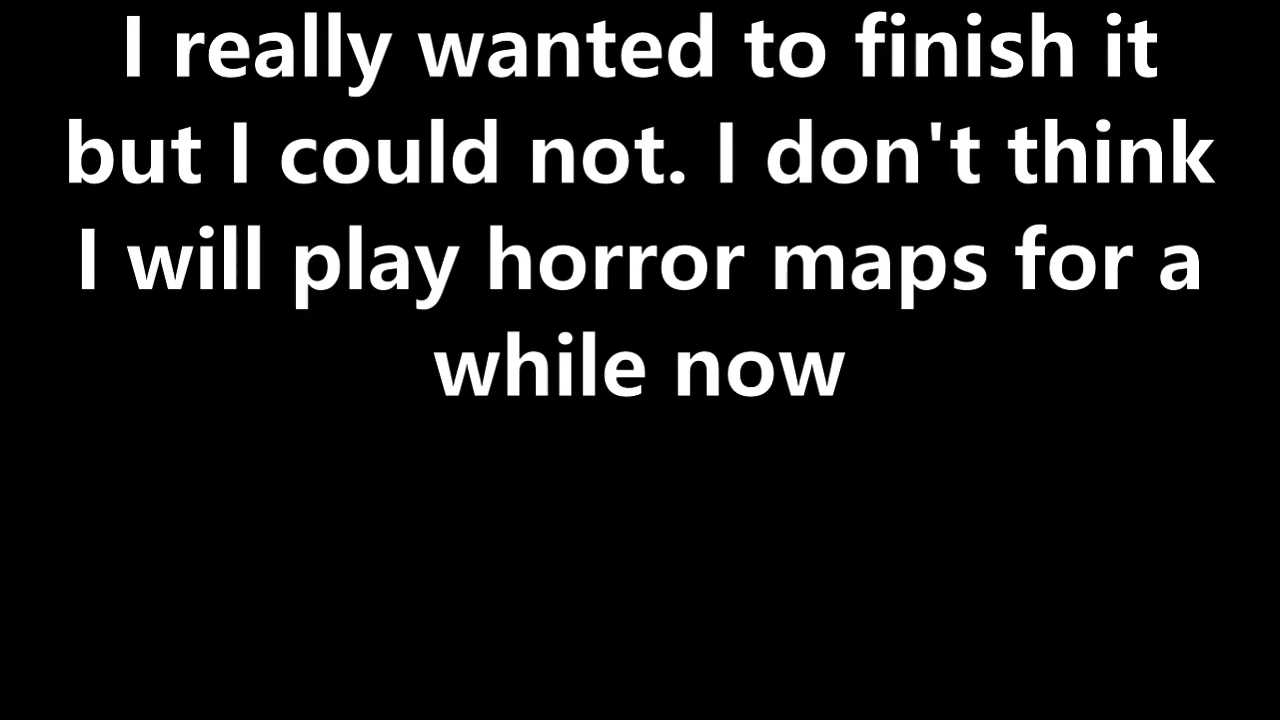 I really wanted to finish it
but I could not. I don't think
I will play horror maps for a
while now